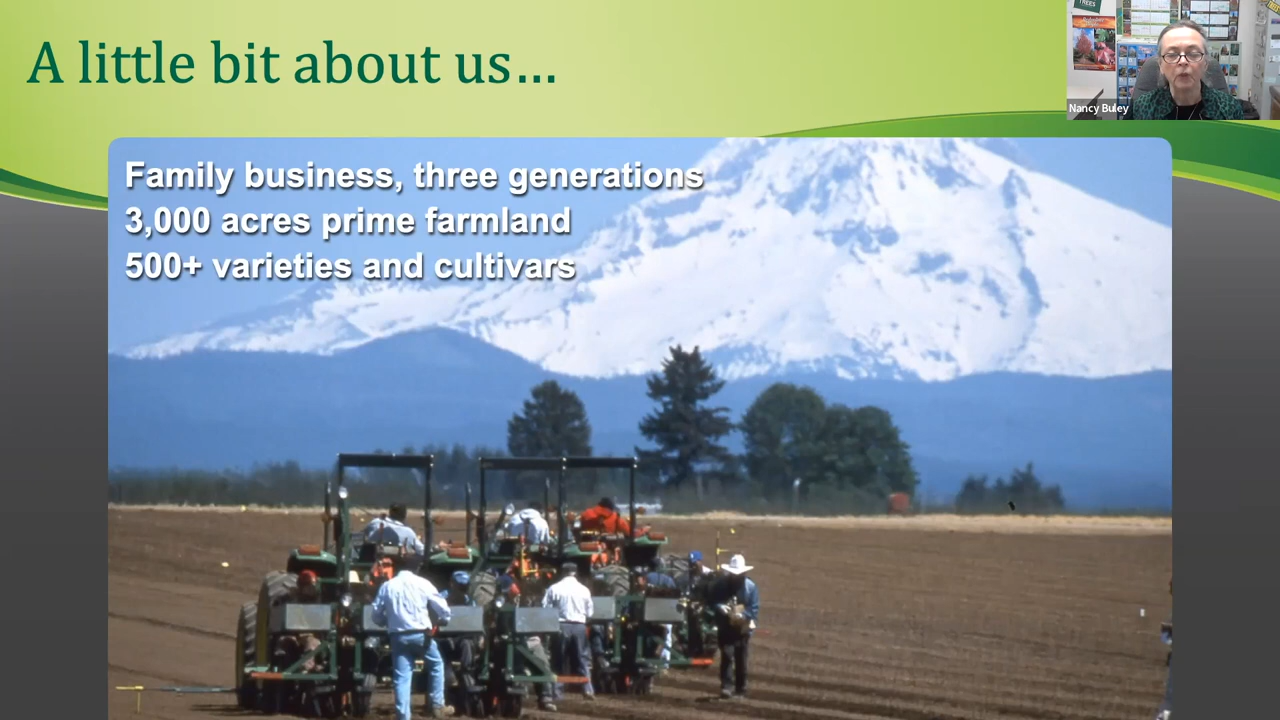 A little bit about us...
TREES
Nancy Buley
Family business, three generations
3,000 acres prime farmland
500+ varieties and cultivars